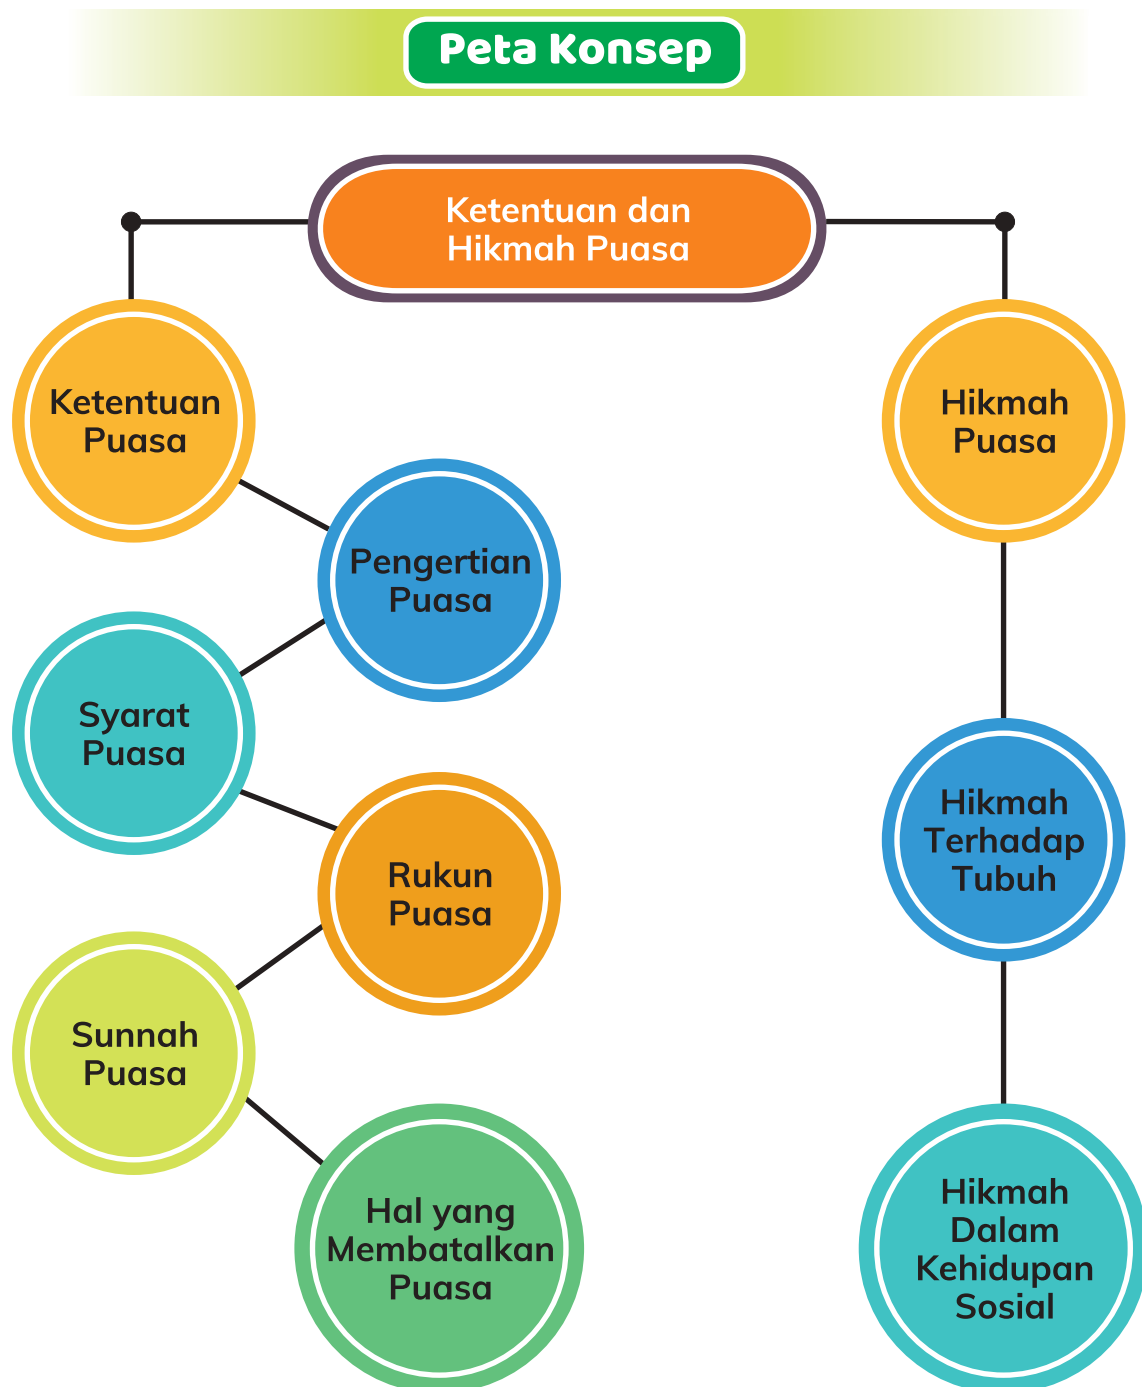 Peta Konsep
Ketentuan dan
Hikmah Puasa
Ketentuan
Puasa
Pengertian
Puasa
Syarat
Puasa
Rukun
Puasa
Sunnah
Puasa
Hal yang
Membatalkan
Puasa
Hikmah
Puasa
Hikmah
Terhadap
Tubuh
Hikmah
Dalam
Kehidupan
Sosial